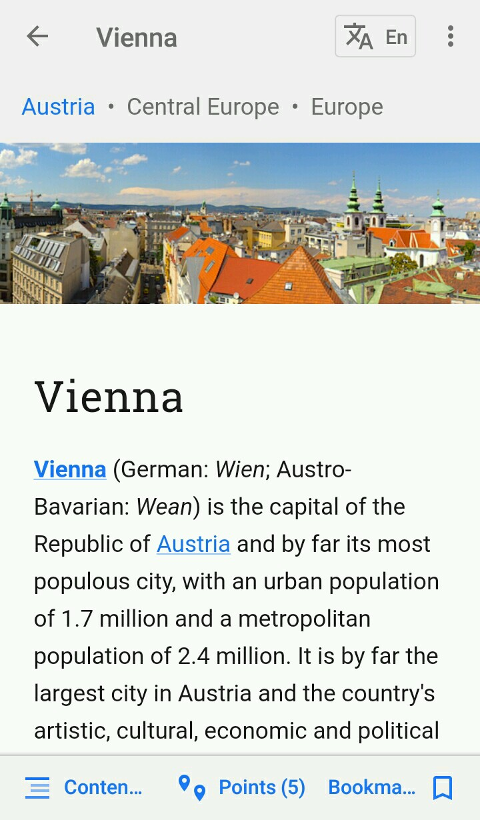 Vienna
En
Austria • Central Europe • Europe
Vienna
Vienna (German: Wien; Austro-
Bavarian: Wean) is the capital of the
Republic of Austria and by far its most
populous city, with an urban population
of 1.7 million and a metropolitan
population of 2.4 million. It is by far the
largest city in Austria and the country's
artistic, cultural, economic and political
Conten... Points (5) Bookma...